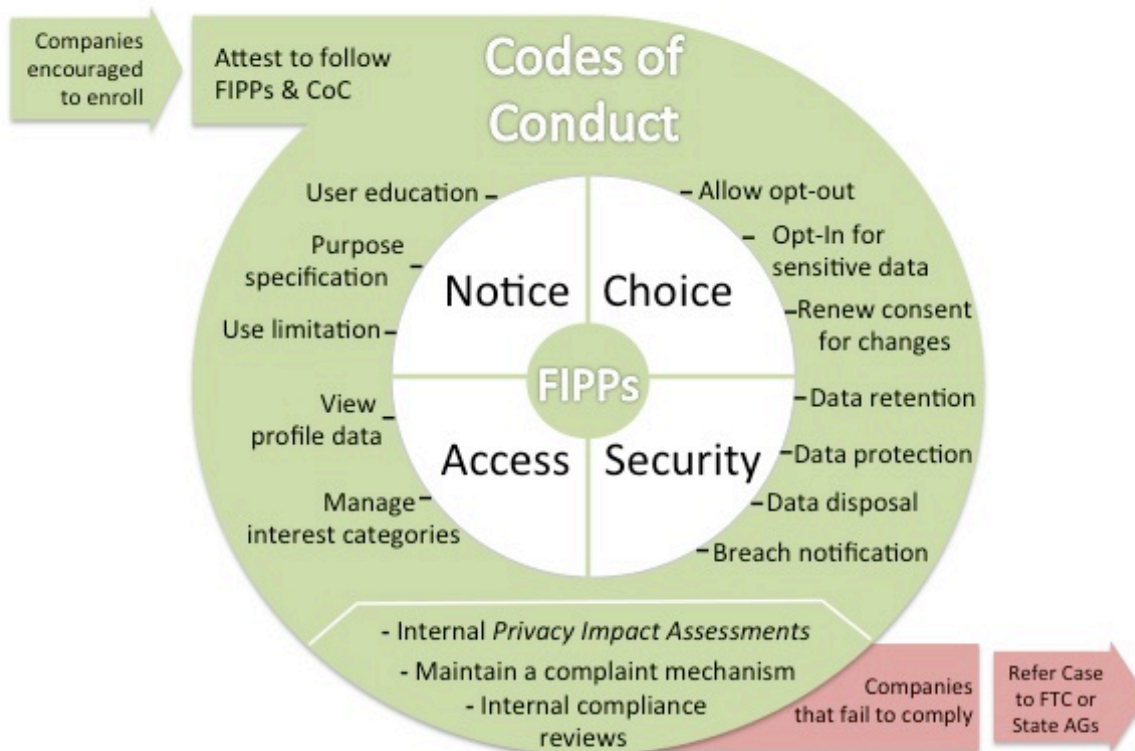 Companies
encouraged
to enroll
Attest to follow
FIPPs & CoC
Codes of
Conduct
User education
Purpose
specification
Use limitation
View
profile data
Manage
interest categories
Notice
Choice
FIPPs
Access
Security
Allow opt-out
Opt-In for
sensitive data
Renew consent
for changes
Data retention
Data protection
Data disposal
Breach notification
- Internal Privacy Impact Assessments
- Maintain a complaint mechanism
- Internal compliance
reviews
Companies
that fail to comply
Refer Case
to FTC or
State AGs